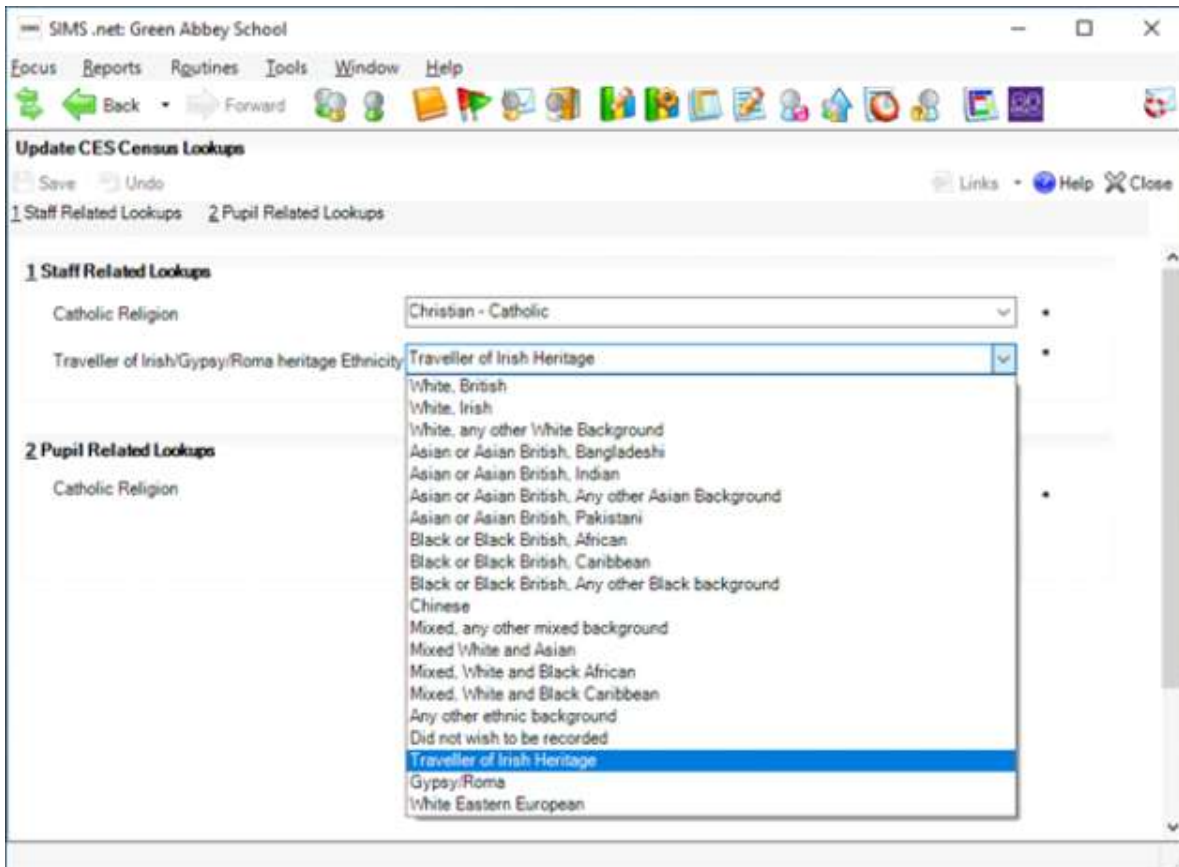 SIMS .net: Green Abbey School
Focus Reports Routines Tools Window Help
Back Forward
Update CES Census Lookups
Save Undo Links Help Close
1 Staff Related Lookups 2 Pupil Related Lookups
1 Staff Related Lookups
Catholic Religion Christian - Catholic
Traveller of Irish/Gypsy/Roma heritage Ethnicity Traveller of Irish Heritage
White, British
White, Irish
White, any other White Background
Asian or Asian British, Bangladeshi
Asian or Asian British, Indian
Asian or Asian British, Any other Asian Background
Asian or Asian British, Pakistani
Black or Black British, African
Black or Black British, Caribbean
Black or Black British, Any other Black background
Chinese
Mixed, any other mixed background
Mixed White and Asian
Mixed, White and Black African
Mixed, White and Black Caribbean
Any other ethnic background
Did not wish to be recorded
Traveller of Irish Heritage
Gypsy/Roma
White Eastern European
2 Pupil Related Lookups
Catholic Religion